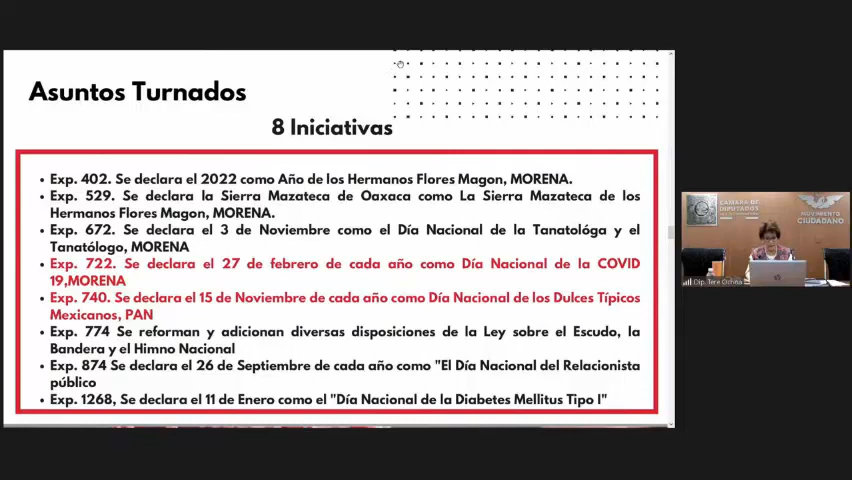 Asuntos Turnados
8 Iniciativas
• Exp. 402. Se declara el 2022 como Año de los Hermanos Flores Magon, MORENA.
• Exp. 529. Se declara la Sierra Mazateca de Oaxaca como La Sierra Mazateca de los
Hermanos Flores Magon, MORENA.
• Exp. 672. Se declara el 3 de Noviembre como el Día Nacional de la Tanatológa y el
Tanatólogo, MORENA
• Exp. 722. Se declara el 27 de febrero de cada año como Día Nacional de la COVID
19,MORENA
• Exp. 740. Se declara el 15 de Noviembre de cada año como Día Nacional de los Dulces Típicos
Mexicanos, PAN
• Exp. 774 Se reforman y adicionan diversas disposiciones de la Ley sobre el Escudo, la
Bandera y el Himno Nacional
• Exp. 874 Se declara el 26 de Septiembre de cada año como "El Día Nacional del Relacionista
público
• Exp. 1268, Se declara el 11 de Enero como el "Día Nacional de la Diabetes Mellitus Tipo I"
CÁMARA DE
DIPUTADOS
MOVIMIENTO
CIUDADANO
Dip. Tere Ochoa